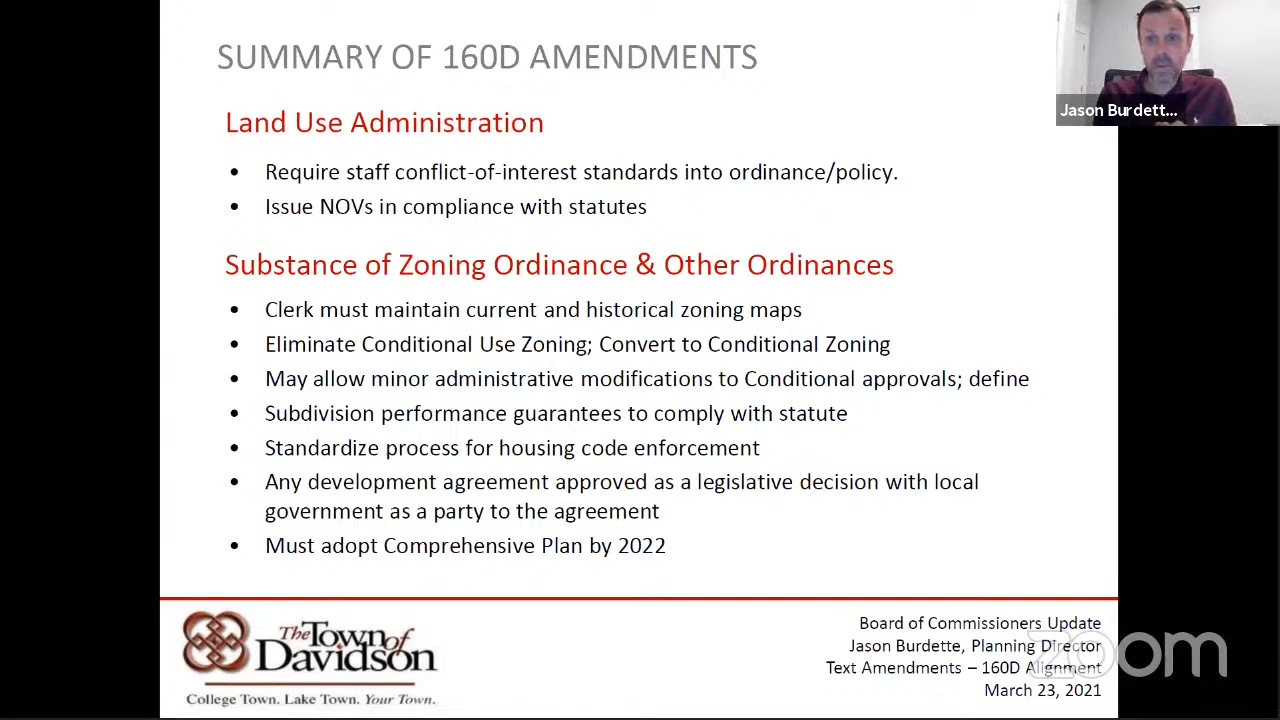 SUMMARY OF 160D AMENDMENTS
Jason Burdett...
Land Use Administration
• Require staff conflict-of-interest standards into ordinance/policy.
• Issue NOVs in compliance with statutes
Substance of Zoning Ordinance & Other Ordinances
• Clerk must maintain current and historical zoning maps
• Eliminate Conditional Use Zoning; Convert to Conditional Zoning
• May allow minor administrative modifications to Conditional approvals; define
• Subdivision performance guarantees to comply with statute
• Standardize process for housing code enforcement
• Any development agreement approved as a legislative decision with local
government as a party to the agreement
• Must adopt Comprehensive Plan by 2022
The Town of
Davidson
College Town. Lake Town. Your Town.
Board of Commissioners Update
Jason Burdette, Planning Director
Text Amendments – 160D Alignment
March 23, 2021
zoom